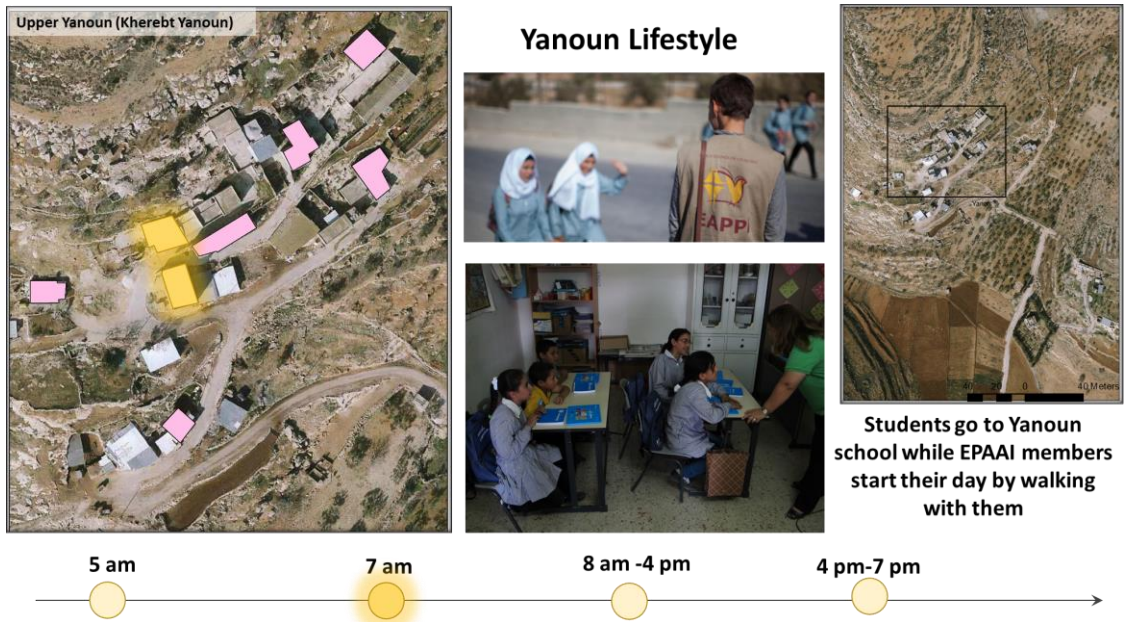 Upper Yanoun (Kherebt Yanoun)
Yanoun Lifestyle
EAPPI
40 20 0 40 Meters
Students go to Yanoun
school while EPAAI members
start their day by walking
with them
5 am
7 am
8 am -4 pm
4 pm-7 pm